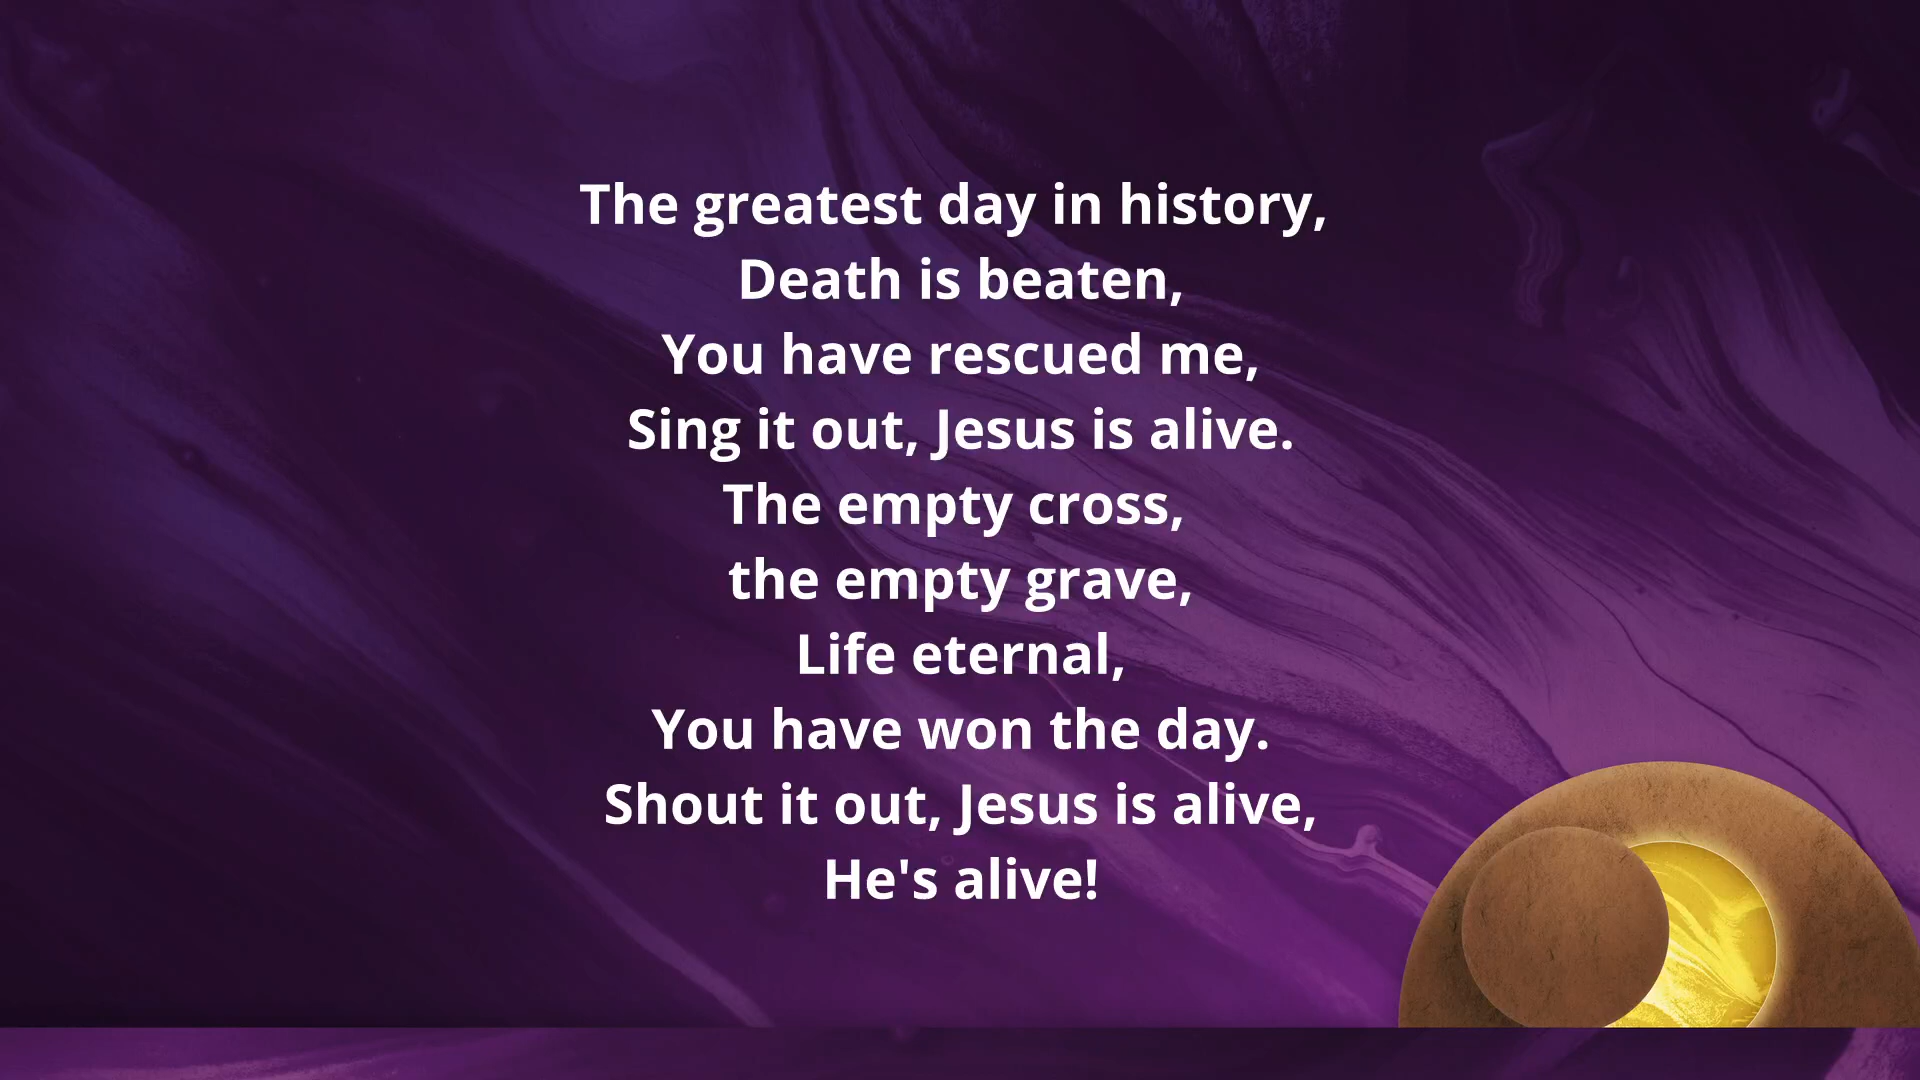 The greatest day in history,
Death is beaten,
You have rescued me,
Sing it out, Jesus is alive.
The empty cross,
the empty grave,
Life eternal,
You have won the day.
Shout it out, Jesus is alive,
He's alive!